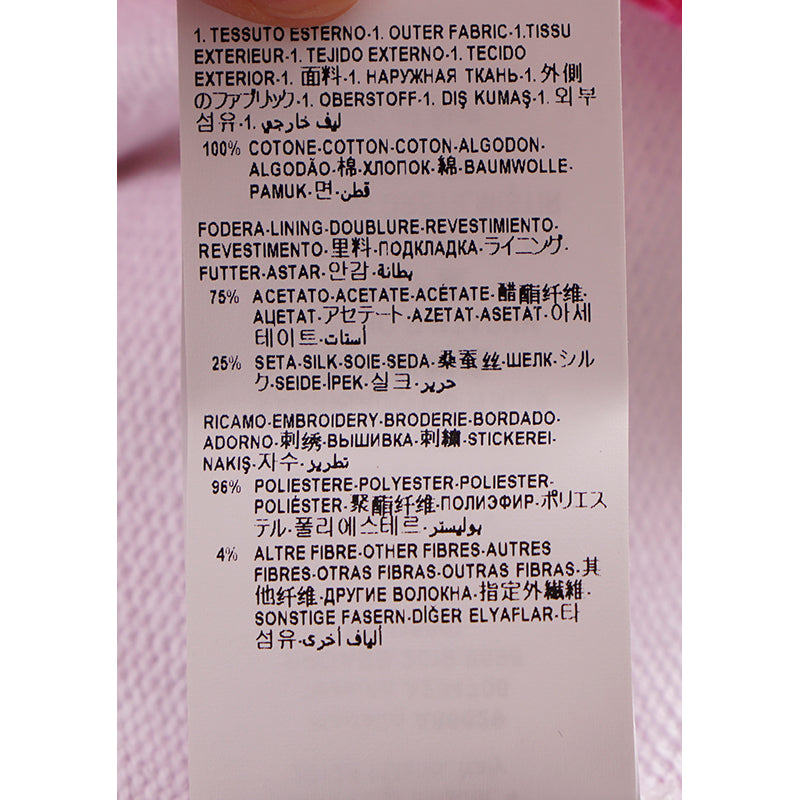 1. TESSUTO ESTERNO-1. OUTER FABRIC-1.TISSU
EXTERIEUR-1. TEJIDO EXTERNO-1. TECIDO
EXTERIOR-1. 面料-1. НАРУЖНАЯ ТКАНЬ-1. 外側
のファブリック-1. OBERSTOFF-1. DIŞ KUMAŞ-1. 외부
섬유-1. ليف خارجي
100% COTONE-COTTON-COTON-ALGODON-
ALGODÃO-棉-ХЛОПОК-綿-BAUMWOLLE-
PAMUK-면-قطن
FODERA-LINING-DOUBLURE-REVESTIMIENTO-
REVESTIMENTO-里料-ПОДКЛАДКА-ライニング-
FUTTER-ASTAR-안감-بطانة
75% ACETATO-ACETATE-ACÉTATE-醋酯纤维-
АЦЕТАТ-アセテート-AZETAT-ASETAT-아세
테이트-أستات
25% SETA-SILK-SOIE-SEDA-桑蚕丝-ШЕЛК-シル
ク-SEIDE-İPEK-실크-حرير
RICAMO-EMBROIDERY-BRODERIE-BORDADO-
ADORNO-刺绣-ВЫШИВКА-刺繍-STICKEREI-
NAKIŞ-자수-تطريز
96% POLIESTERE-POLYESTER-POLIESTER-
POLIÉSTER-聚酯纤维-ПОЛИЭФИР-ポリエス
テル-폴리에스테르-بوليستر
4% ALTRE FIBRE-OTHER FIBRES-AUTRES
FIBRES-OTRAS FIBRAS-OUTRAS FIBRAS-其
他纤维-ДРУГИЕ ВОЛОКНА-指定外繊維-
SONSTIGE FASERN-DİĞER ELYAFLAR-타
섬유-ألياف أخرى